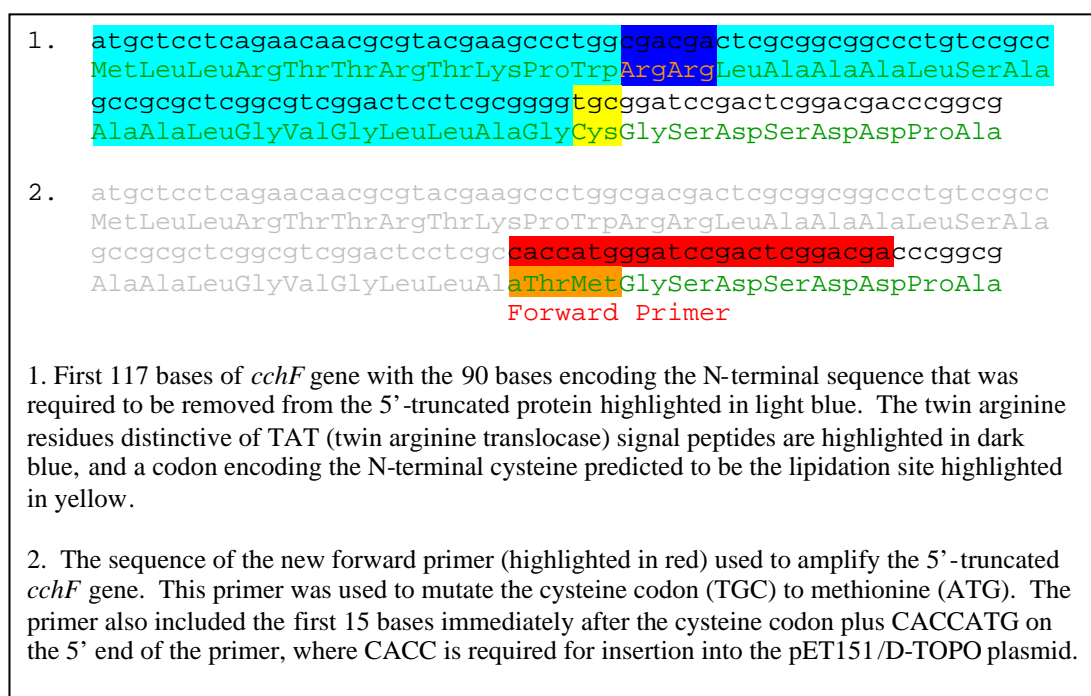 1. atgctcctcagaacaacgcgtacgaagccctggcgacgactcgcggcggccctgtccgcc
MetLeuLeuArgThrThrArgThrLysProTrpArgArgLeuAlaAlaAlaLeuSerAla
gccgcgctcggcgtcggactcctcgcggggtgcggatccgactcggacgacccggcg
AlaAlaLeuGlyValGlyLeuLeuAlaGlyCysGlySerAspSerAspAspProAla
2. atgctcctcagaacaacgcgtacgaagccctggcgacgactcgcggcggccctgtccgcc
MetLeuLeuArgThrThrArgThrLysProTrpArgArgLeuAlaAlaAlaLeuSerAla
gccgcgctcggcgtcggactcctcgccaccatgggatccgactcggacgacccggcg
AlaAlaLeuGlyValGlyLeuLeuAlaThrMetGlySerAspSerAspAspProAla
Forward Primer
1. First 117 bases of cchF gene with the 90 bases encoding the N-terminal sequence that was
required to be removed from the 5’-truncated protein highlighted in light blue. The twin arginine
residues distinctive of TAT (twin arginine translocase) signal peptides are highlighted in dark
blue, and a codon encoding the N-terminal cysteine predicted to be the lipidation site highlighted
in yellow.
2. The sequence of the new forward primer (highlighted in red) used to amplify the 5’-truncated
cchF gene. This primer was used to mutate the cysteine codon (TGC) to methionine (ATG). The
primer also included the first 15 bases immediately after the cysteine codon plus CACCATG on
the 5’ end of the primer, where CACC is required for insertion into the pET151/D-TOPO plasmid.